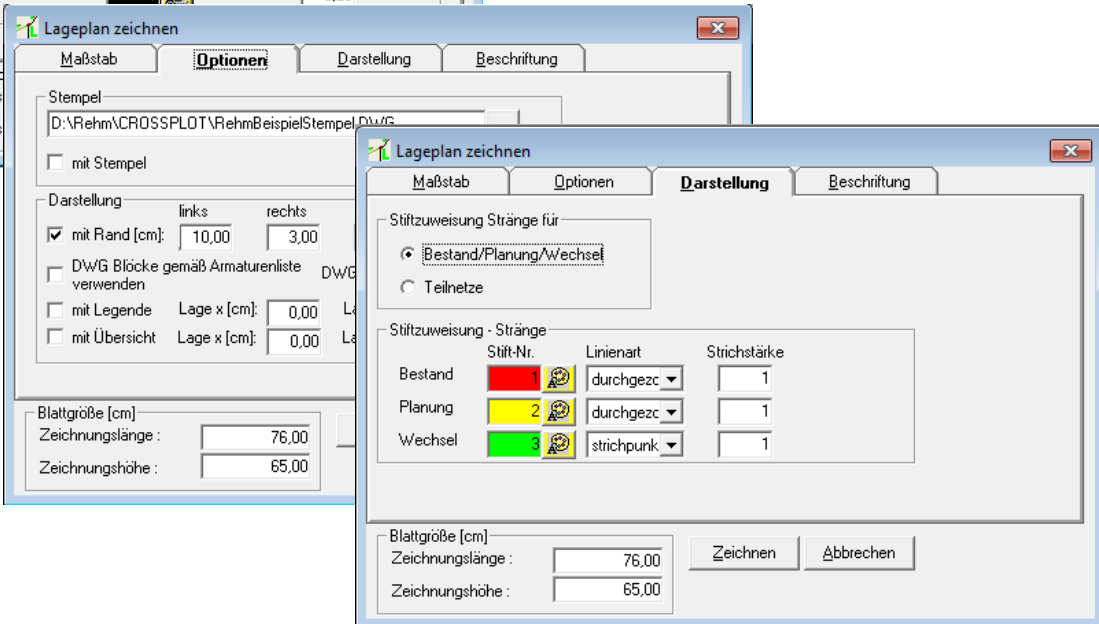 Lageplan zeichnen
Maßstab Optionen Darstellung Beschriftung
Stempel
D:\Rehm\CROSSPLOT\RehmBeispielStempel.DWG
mit Stempel
Darstellung
links rechts
mit Rand [cm]: 10,00 3,00
DWG Blöcke gemäß Armaturenliste DWG
verwenden
mit Legende Lage x [cm]: 0,00
mit Übersicht Lage x [cm]: 0,00
Blattgröße [cm]
Zeichnungslänge : 76,00
Zeichnungshöhe : 65,00
Lageplan zeichnen
Maßstab Optionen Darstellung Beschriftung
Stiftzuweisung Stränge für
Bestand/Planung/Wechsel
Teilnetze
Stiftzuweisung - Stränge
Stift-Nr. Linienart Strichstärke
Bestand 1 durchgezc 1
Planung 2 durchgezc 1
Wechsel 3 strichpunk 1
Blattgröße [cm]
Zeichnungslänge : 76,00
Zeichnungshöhe : 65,00
Zeichnen Abbrechen